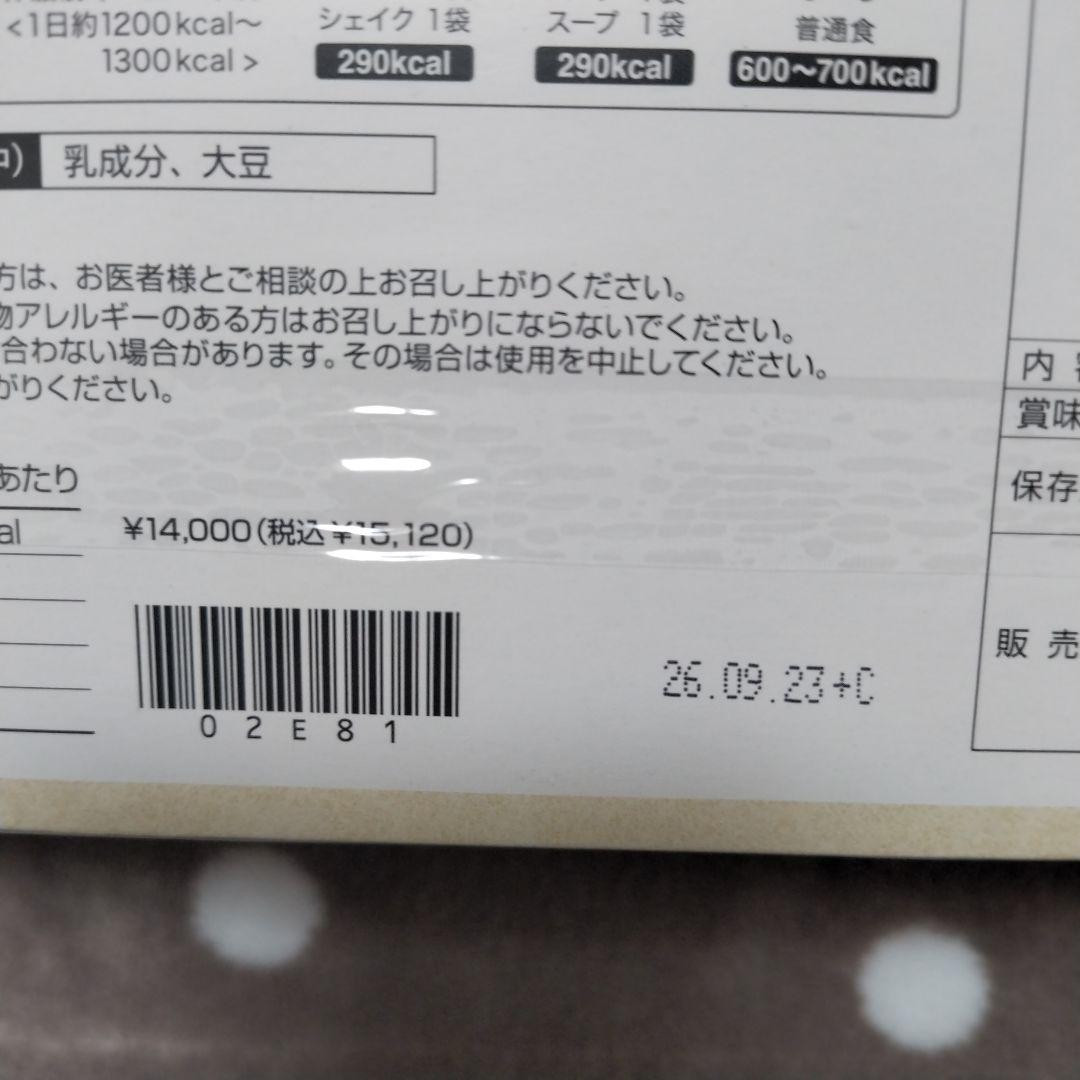 <1日約1200kcal〜
1300kcal>
シェイク 1袋
290kcal
スープ 1袋
290kcal
普通食
600〜700kcal
乳成分、大豆
方は、お医者様とご相談の上お召し上がりください。
物アレルギーのある方はお召し上がりにならないでください。
合わない場合があります。その場合は使用を中止してください。
がりください。
あたり
al
¥14,000(税込 ¥15,120)
02E81
26.09.23+C
内
賞味
保存
販売